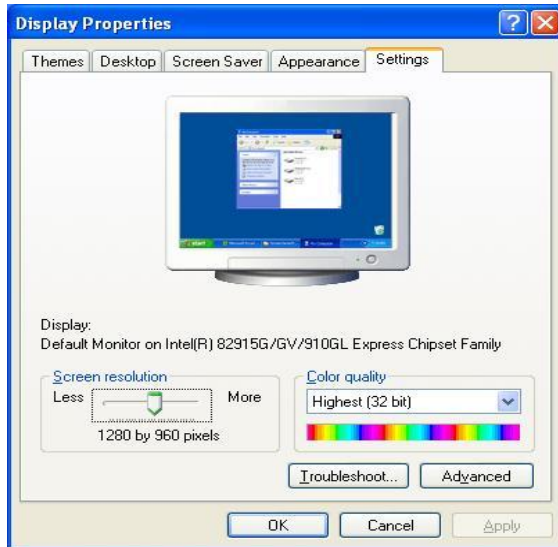 Display Properties
Themes Desktop Screen Saver Appearance Settings
start
Display:
Default Monitor on Intel(R) 82915G/GV/910GL Express Chipset Family
Screen resolution
Less More
1280 by 960 pixels
Color quality
Highest (32 bit)
Troubleshoot... Advanced
OK Cancel Apply